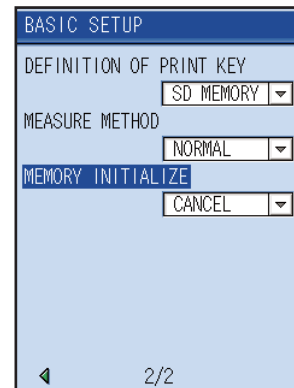 BASIC SETUP
DEFINITION OF PRINT KEY
SD MEMORY
MEASURE METHOD
NORMAL
MEMORY INITIALIZE
CANCEL
2/2